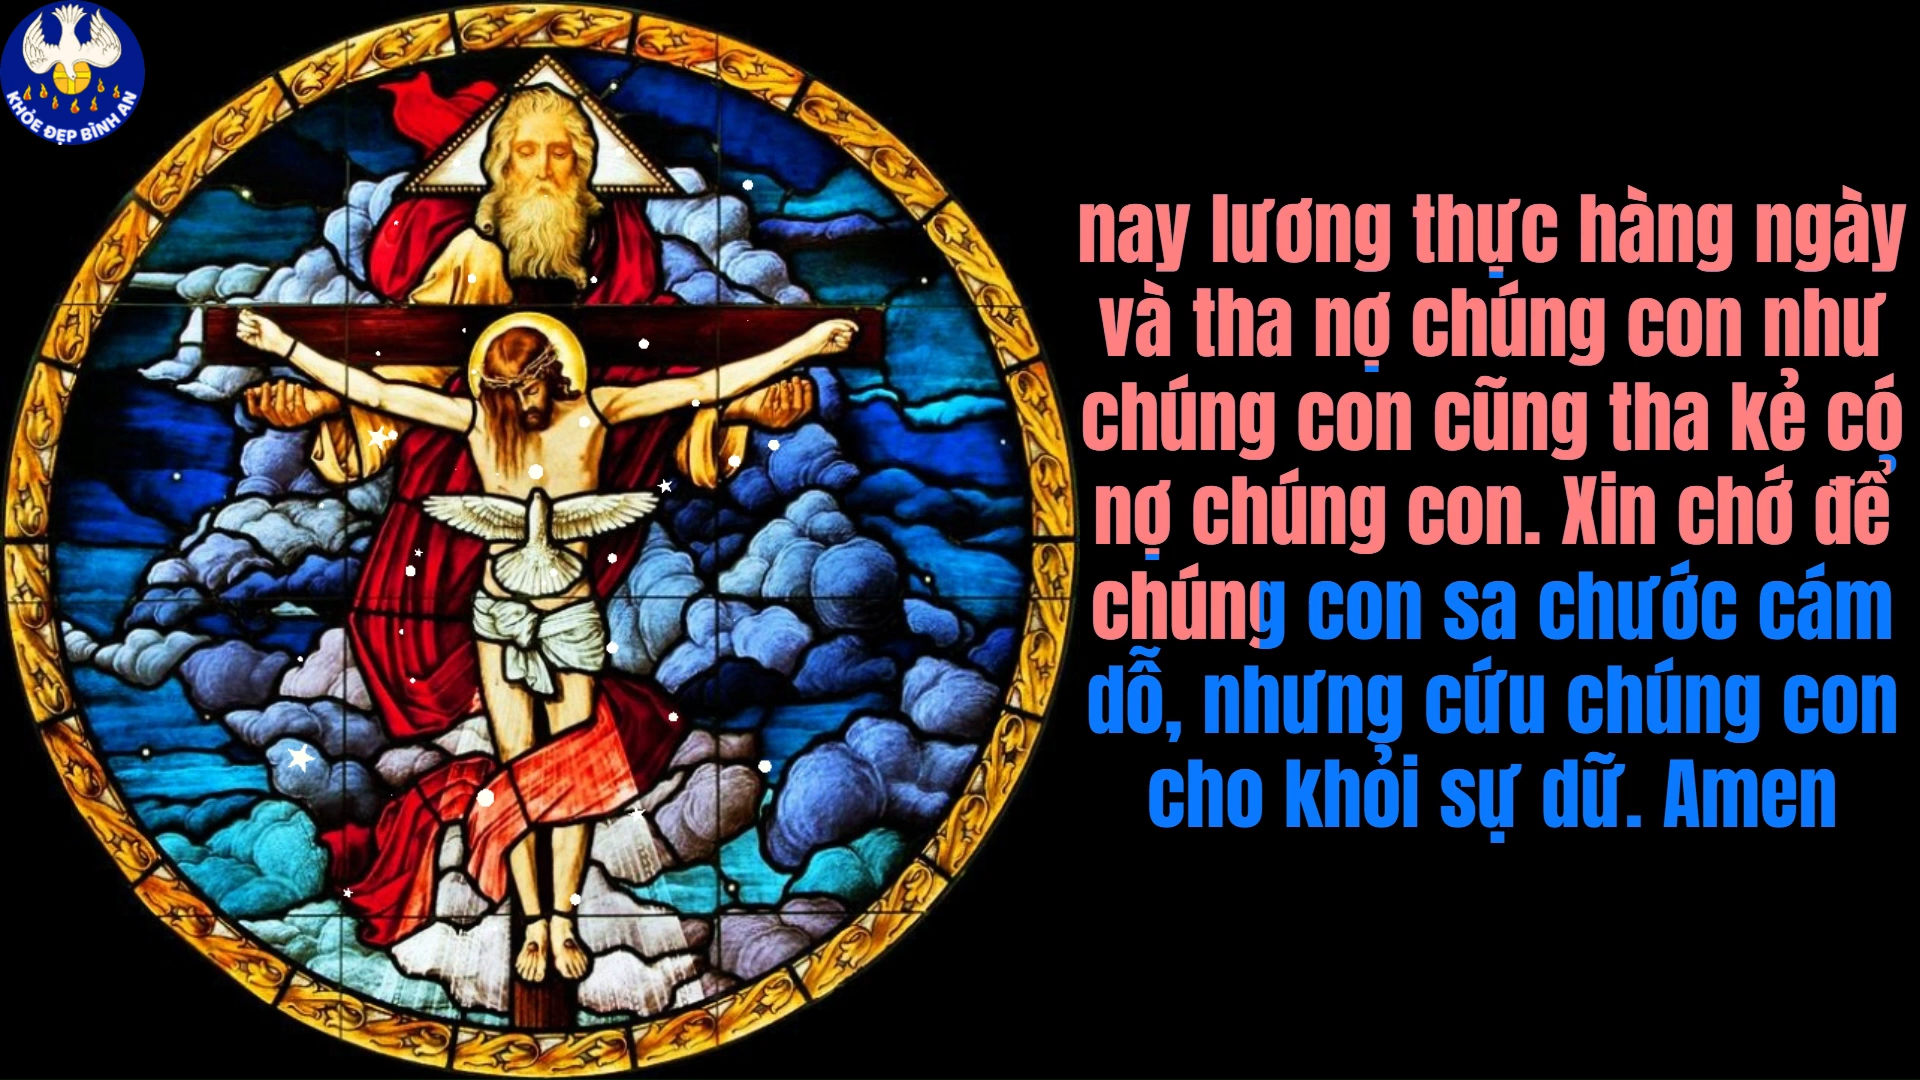 KHỎE ĐẸP BÌNH AN
nay lương thực hàng ngày
và tha nợ chúng con như
chúng con cũng tha kẻ có
nợ chúng con. Xin chớ để
chúng con sa chước cám
dỗ, nhưng cứu chúng con
cho khỏi sự dữ. Amen